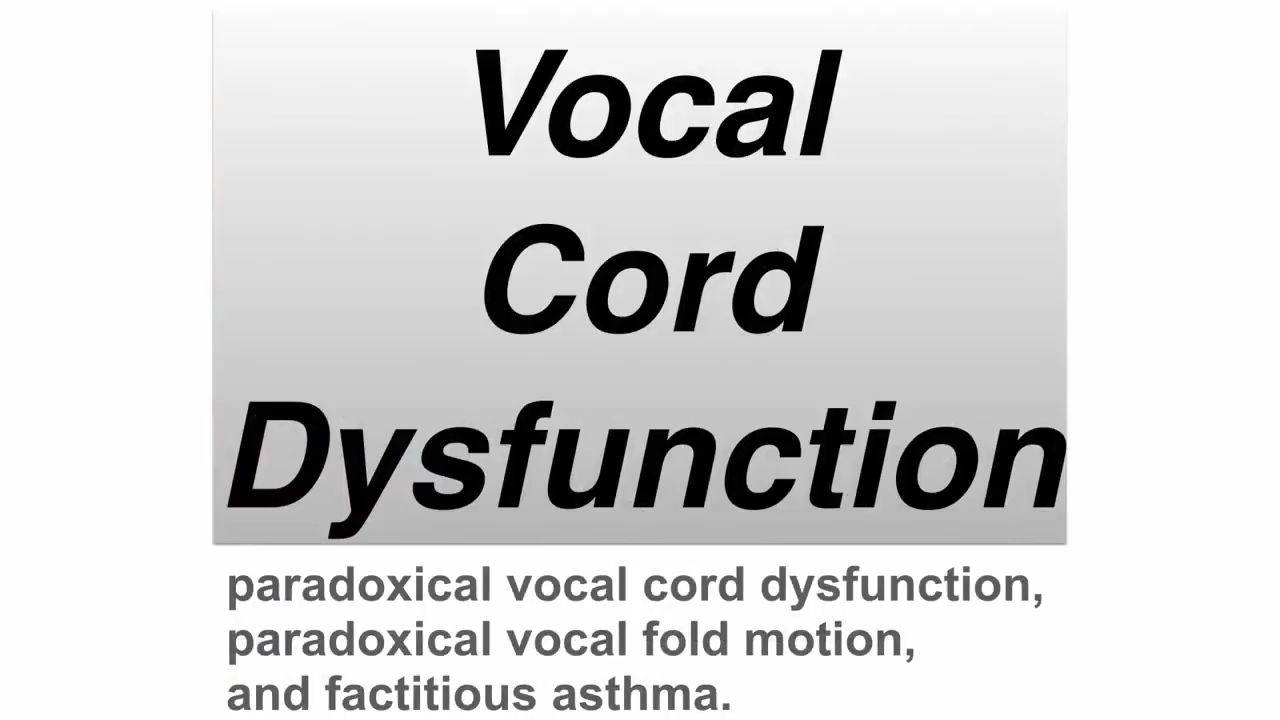 Vocal
Cord
Dysfunction
paradoxical vocal cord dysfunction,
paradoxical vocal fold motion,
and factitious asthma.